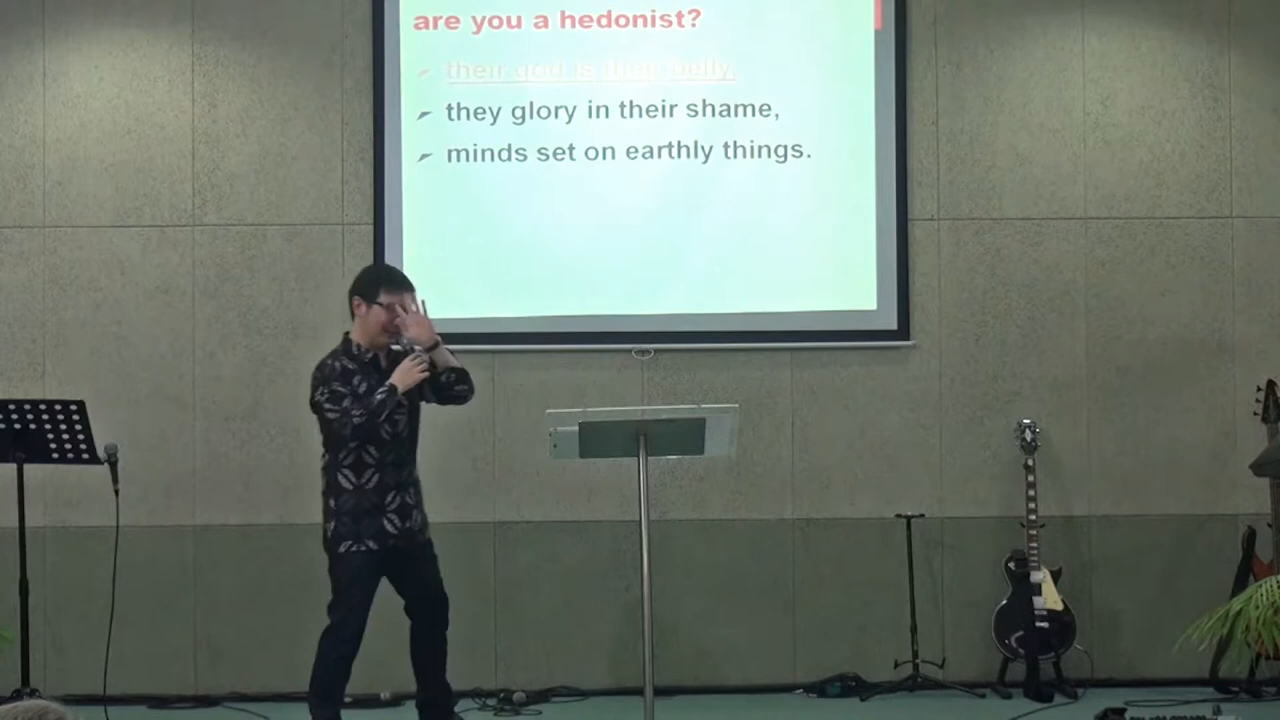 are you a hedonist?
their god is their belly,
they glory in their shame,
minds set on earthly things.